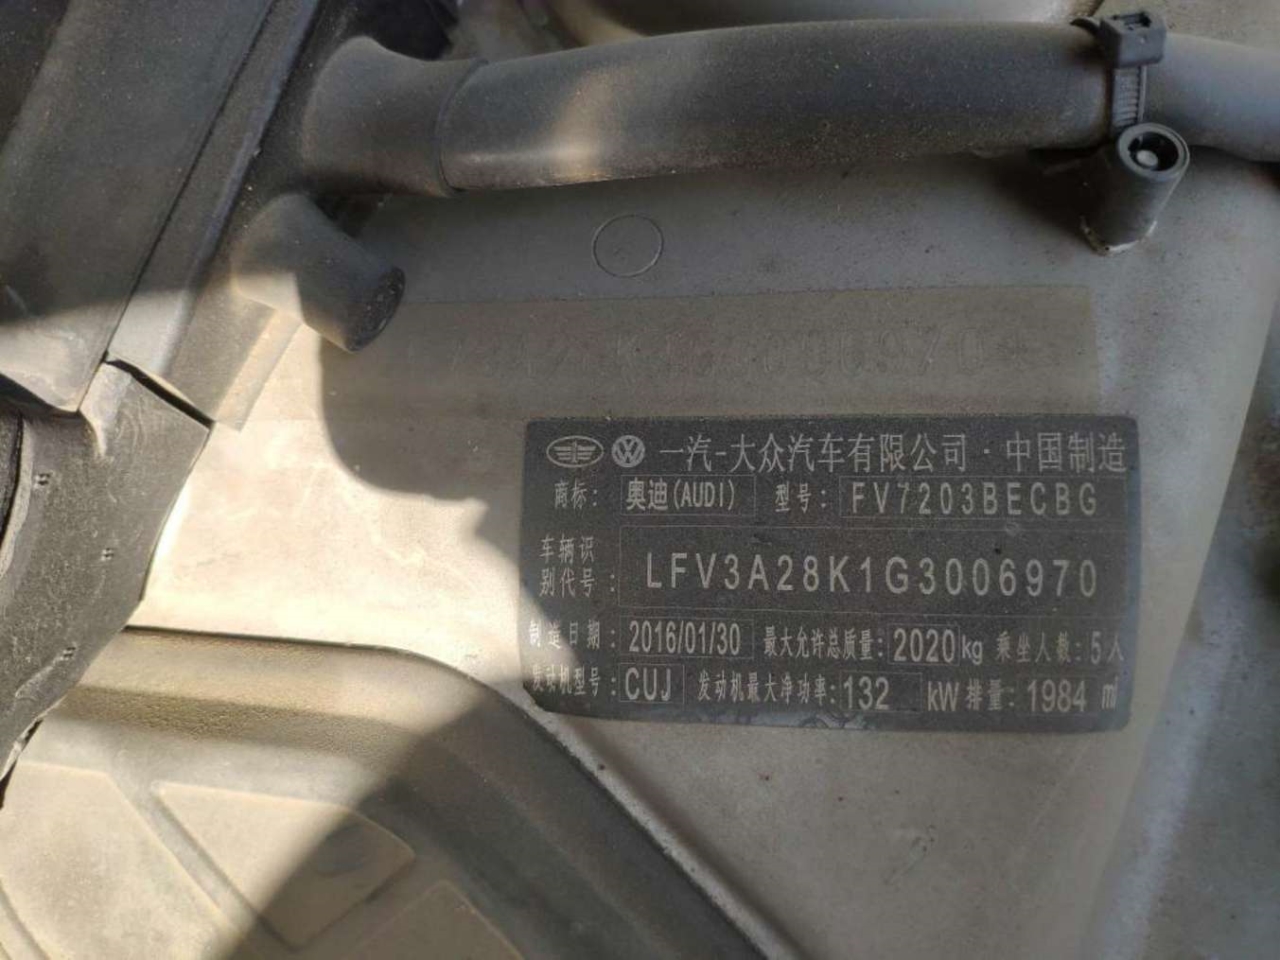 一汽-大众汽车有限公司·中国制造
商标: 奥迪(AUDI) 型号: FV7203BECBG
车辆识别代号: LFV3A28K1G3006970
制造日期: 2016/01/30 最大允许总质量: 2020kg 乘坐人数: 5人
发动机型号: CUJ 发动机最大净功率: 132 kW 排量: 1984 ml